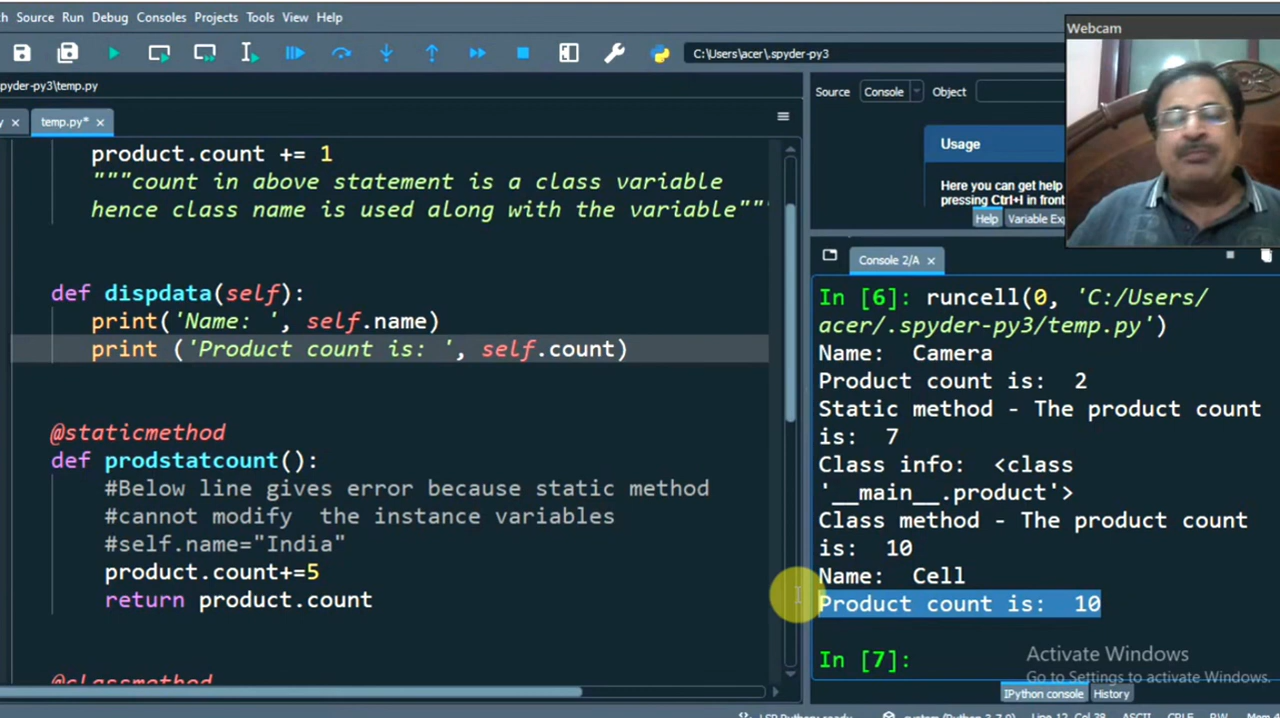 Source Run Debug Consoles Projects Tools View Help
C:\Users\acer\.spyder-py3
Webcam
spyder-py3\temp.py
temp.py*
Source Console Object
Usage
Here you can get help
pressing Ctrl+I in front
Help Variable
product.count += 1
"""count in above statement is a class variable
hence class name is used along with the variable"""
def dispdata(self):
print('Name: ', self.name)
print ('Product count is: ', self.count)
@staticmethod
def prodstatcount():
#Below line gives error because static method
#cannot modify  the instance variables
#self.name="India"
product.count+=5
return product.count
@classmethod
Console 2/A
In [6]: runcell(0, 'C:/Users/
acer/.spyder-py3/temp.py')
Name:  Camera
Product count is:  2
Static method - The product count
is:  7
Class info:  <class
'__main__.product'>
Class method - The product count
is:  10
Name:  Cell
Product count is:  10
In [7]:
Activate Windows
Go to Settings to activate Windows.
IPython console History